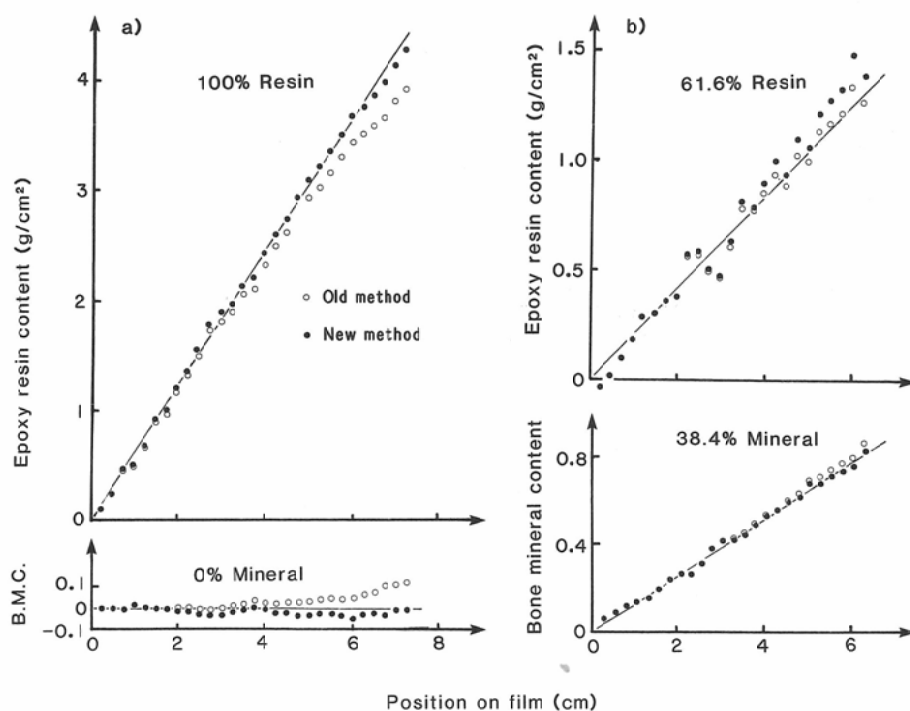 a)
100% Resin
Epoxy resin content (g/cm²)
4
3
2
1
0
Old method
New method
0% Mineral
B.M.C.
0.1
0
-0.1
0 2 4 6 8
b)
61.6% Resin
Epoxy resin content (g/cm²)
1.5
1.0
0.5
0
38.4% Mineral
Bone mineral content
0.8
0.4
0
0 2 4 6
Position on film (cm)